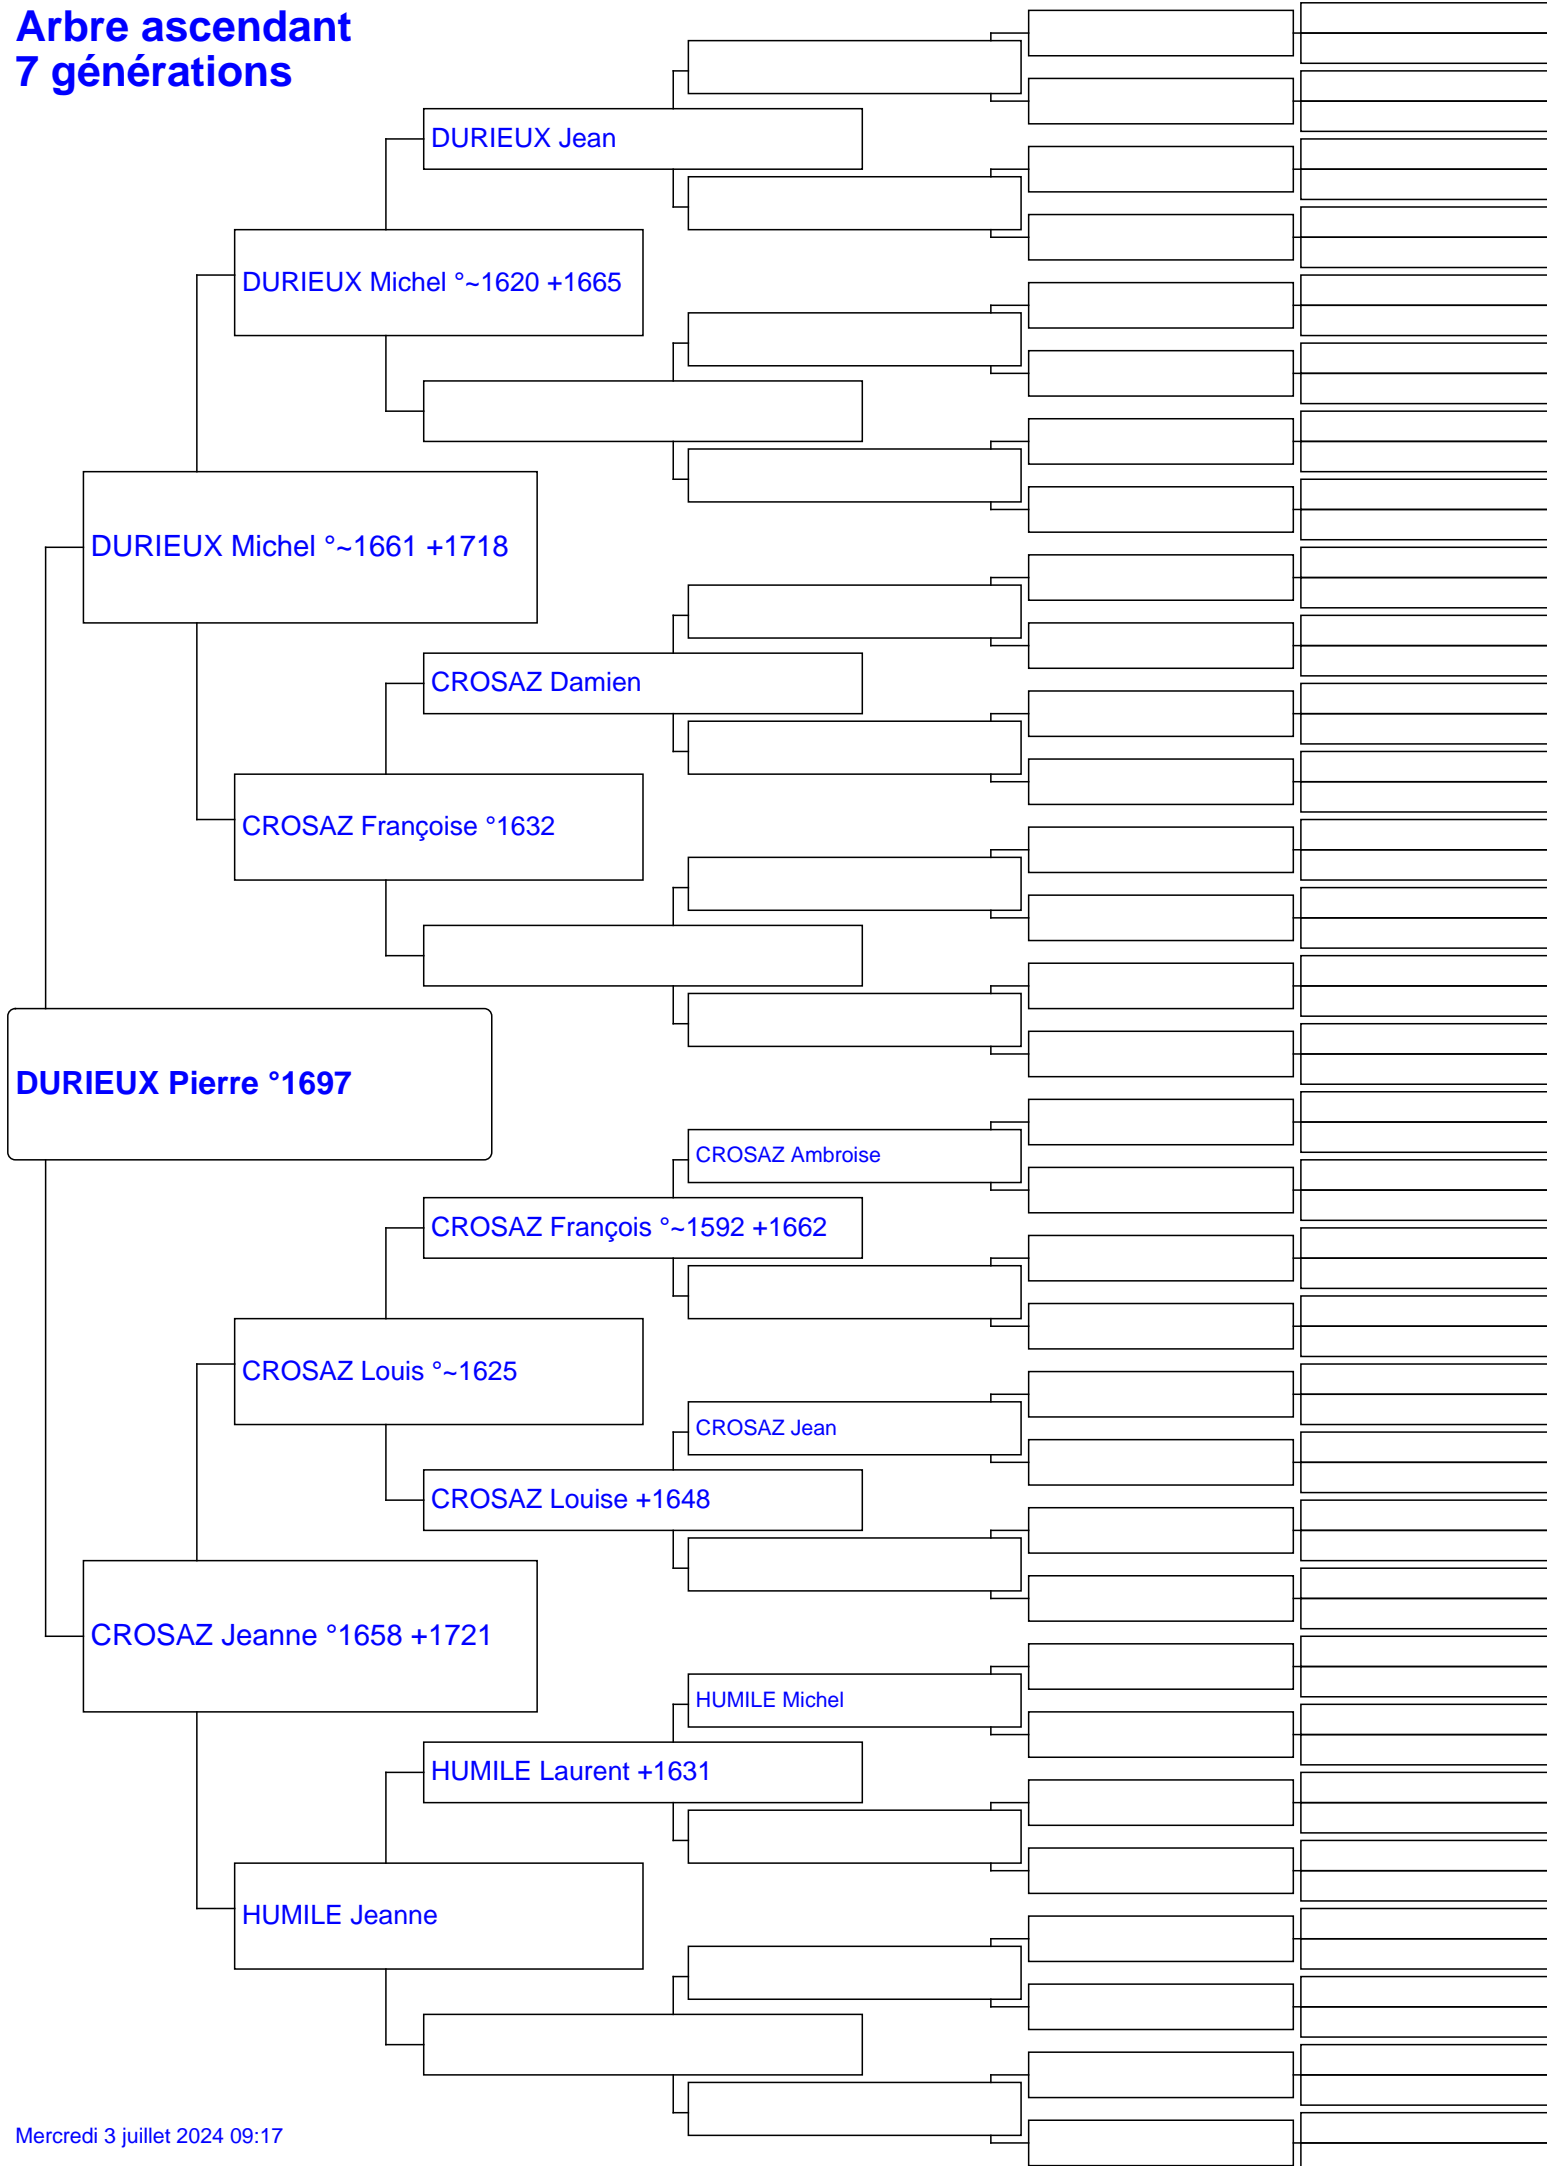 Arbre ascendant
7 générations
DURIEUX Jean
DURIEUX Michel °~1620 +1665
DURIEUX Michel °~1661 +1718
CROSAZ Damien
CROSAZ Françoise °1632
DURIEUX Pierre °1697
CROSAZ Ambroise
CROSAZ François °~1592 +1662
CROSAZ Louis °~1625
CROSAZ Jean
CROSAZ Louise +1648
CROSAZ Jeanne °1658 +1721
HUMILE Michel
HUMILE Laurent +1631
HUMILE Jeanne
Mercredi 3 juillet 2024 09:17